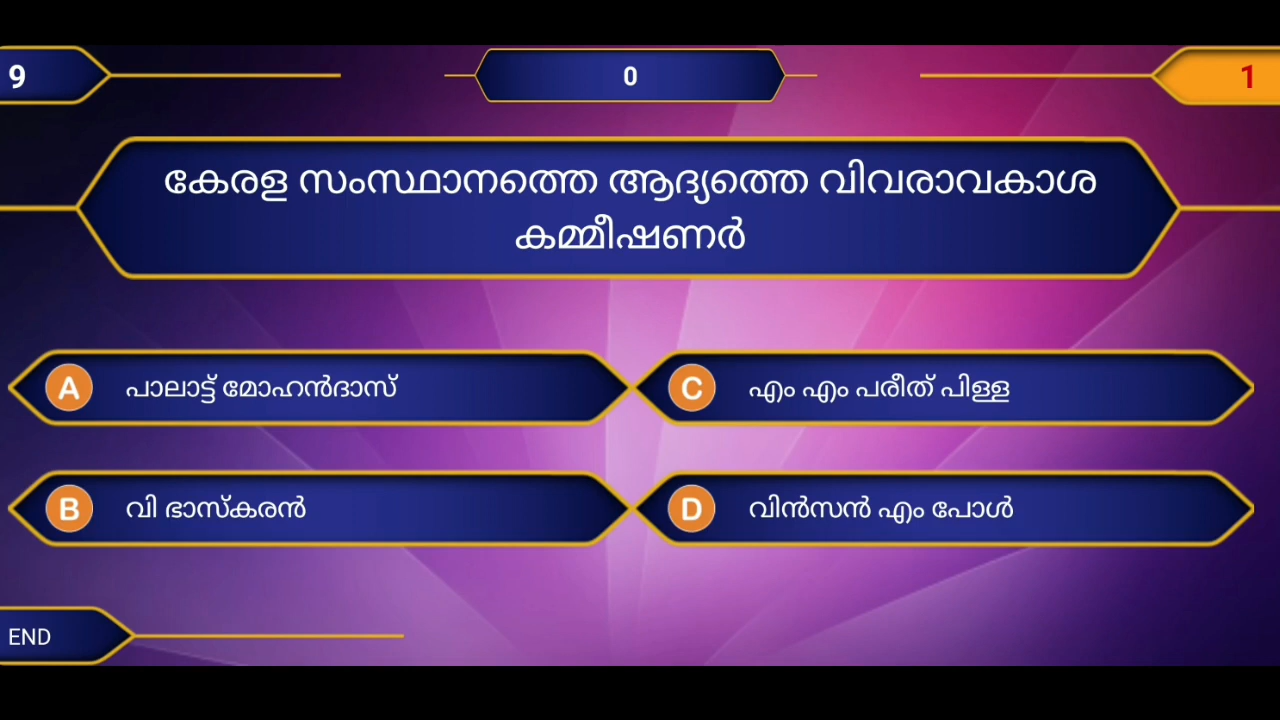 9
0
1
കേരള സംസ്ഥാനത്തെ ആദ്യത്തെ വിവരാവകാശ
കമ്മീഷണർ
A പാലാട്ട് മോഹൻദാസ്
C എം എം പരീത് പിള്ള
B വി ഭാസ്കരൻ
D വിൻസൻ എം പോൾ
END